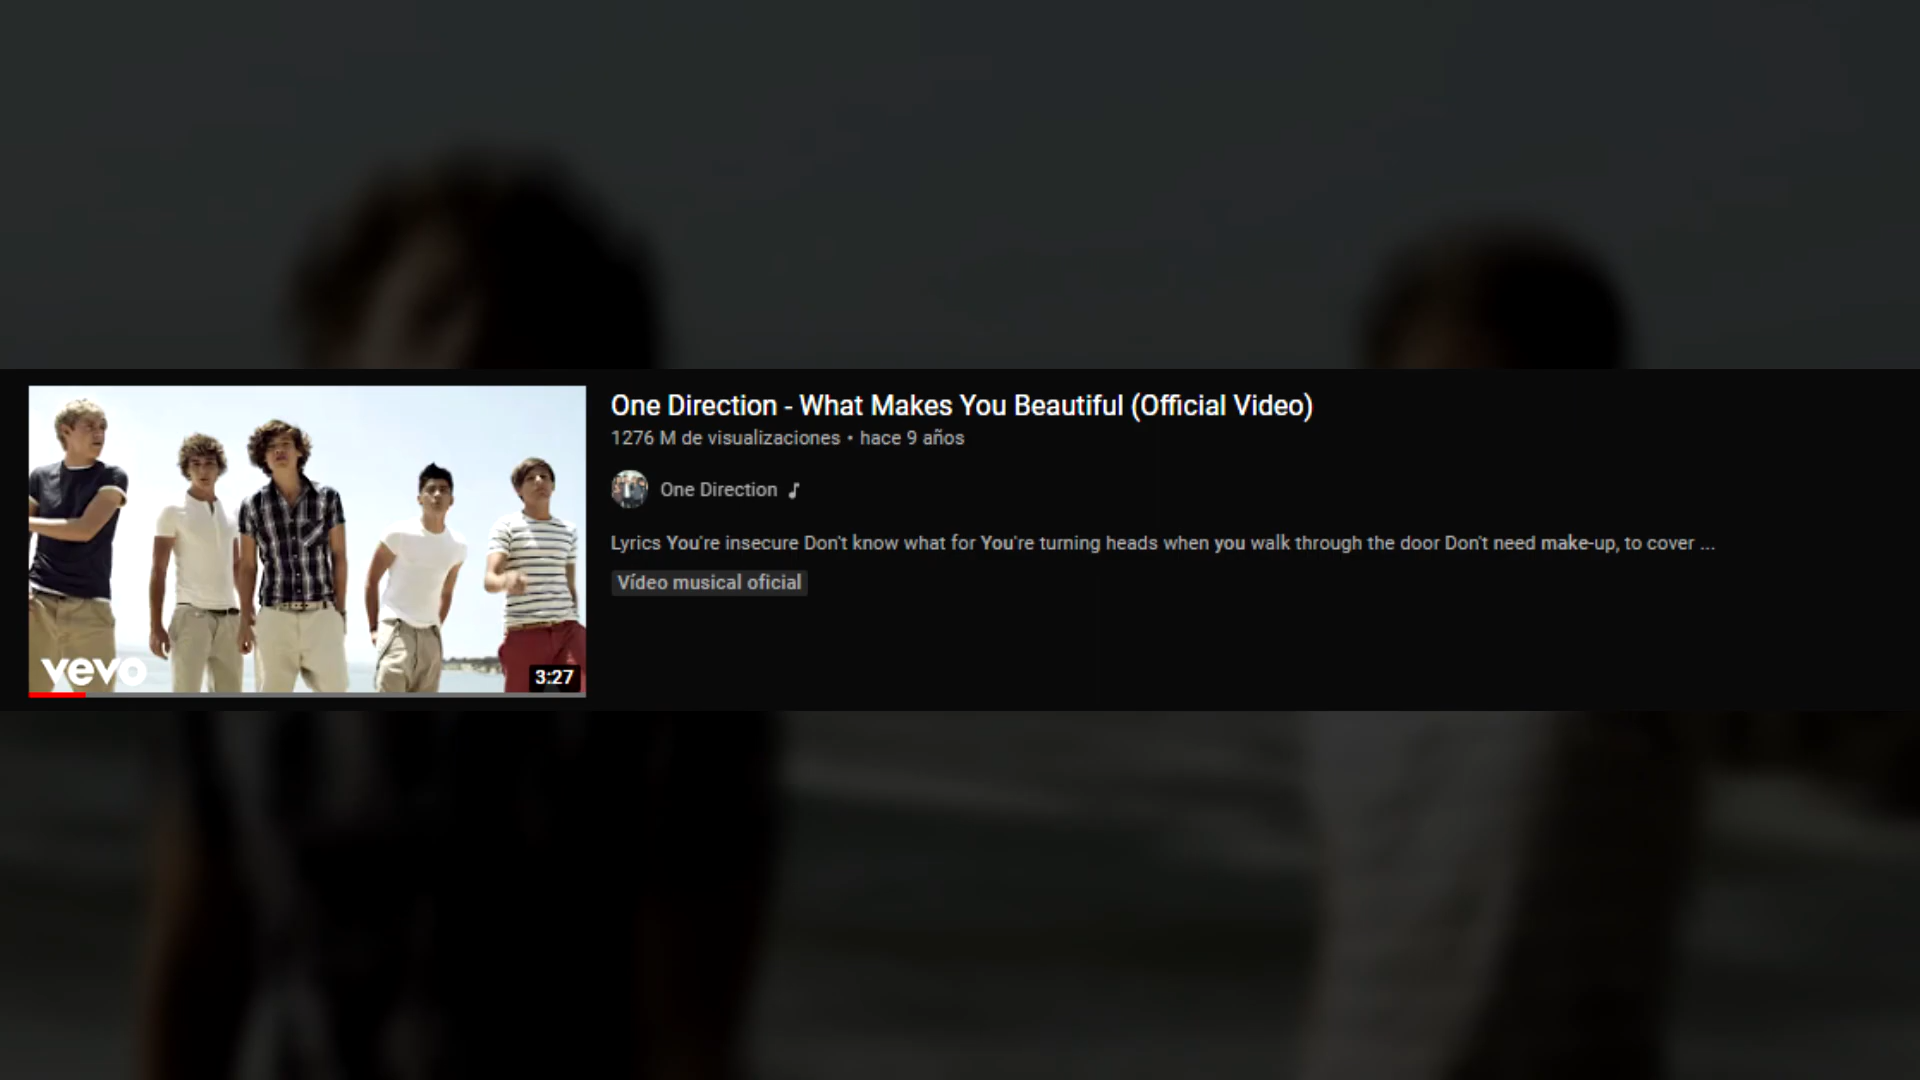 One Direction - What Makes You Beautiful (Official Video)
1276 M de visualizaciones • hace 9 años
One Direction
Lyrics You're insecure Don't know what for You're turning heads when you walk through the door Don't need make-up, to cover ...
Vídeo musical oficial
vevo
3:27